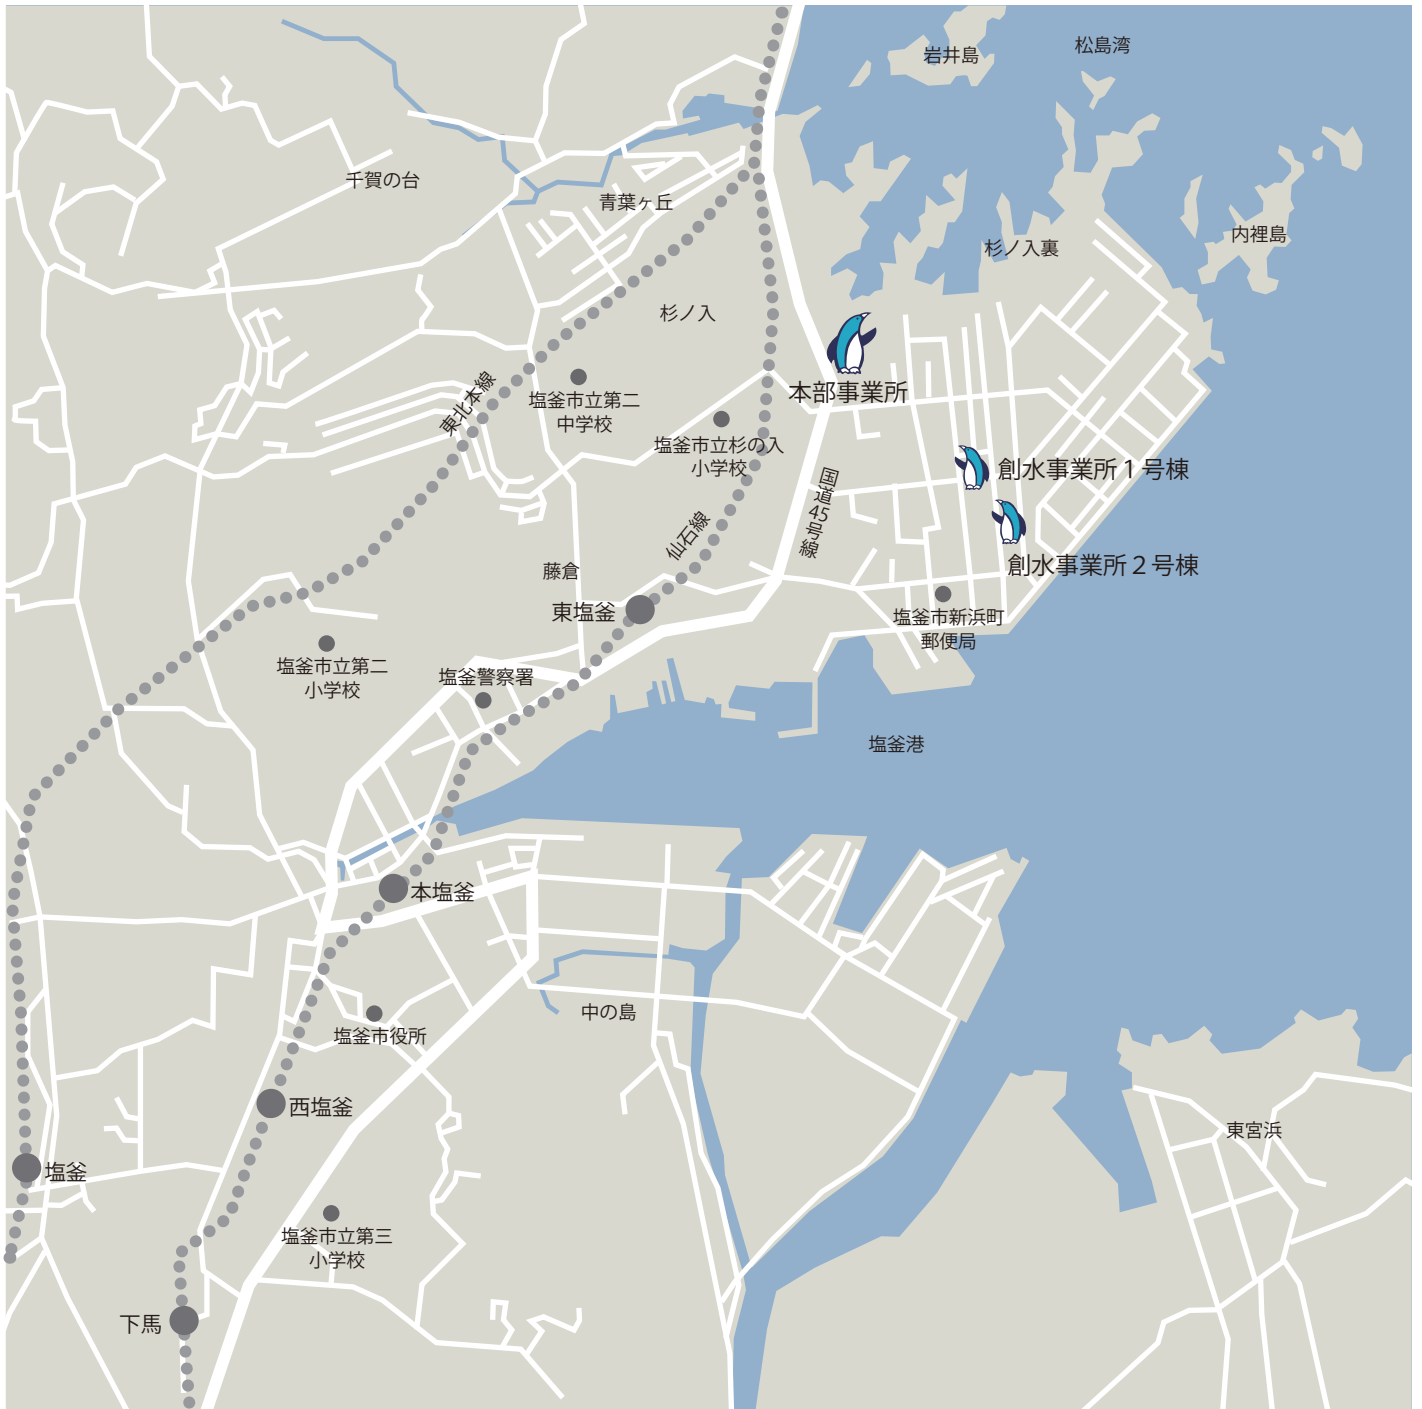 松島湾
岩井島
千賀の台
青葉ヶ丘
内裡島
杉ノ入裏
杉ノ入
本部事業所
東北本線
塩釜市立第二
中学校
塩釜市立杉の入
小学校
創水事業所１号棟
国道45号線
仙石線
創水事業所２号棟
藤倉
東塩釜
塩釜市新浜町
郵便局
塩釜市立第二
小学校
塩釜警察署
塩釜港
本塩釜
中の島
塩釜市役所
西塩釜
東宮浜
塩釜
塩釜市立第三
小学校
下馬